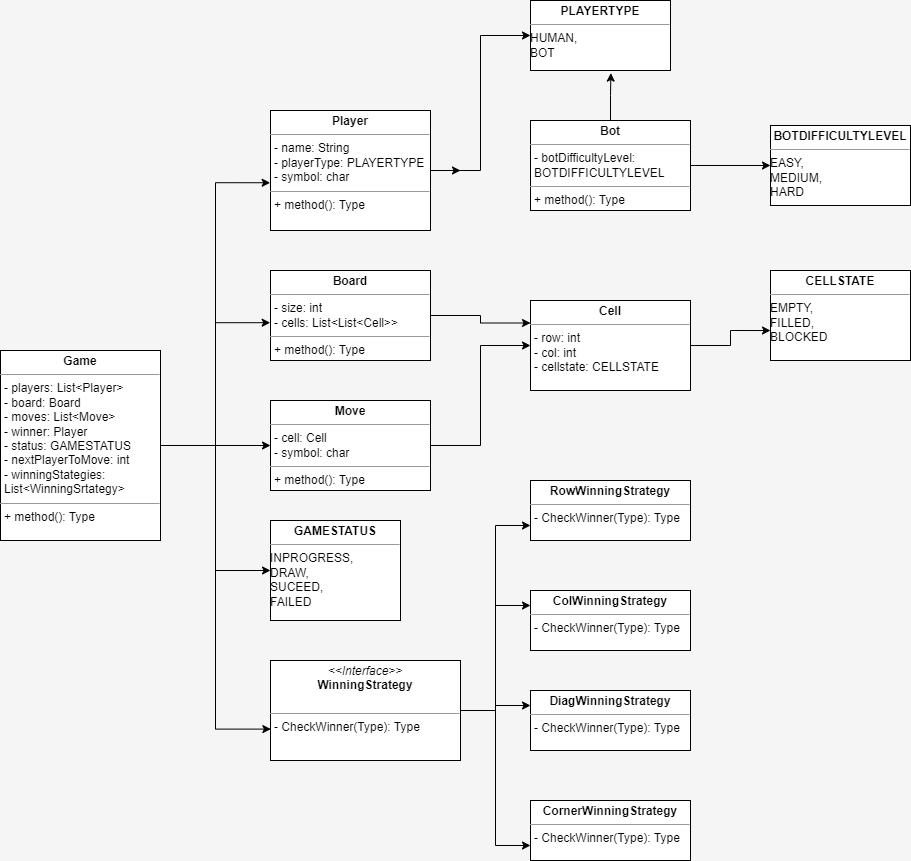 PLAYERTYPE
HUMAN,
BOT
Player
- name: String
- playerType: PLAYERTYPE
- symbol: char
+ method(): Type
Bot
- botDifficultyLevel:
BOTDIFFICULTYLEVEL
+ method(): Type
BOTDIFFICULTYLEVEL
EASY,
MEDIUM,
HARD
Board
- size: int
- cells: List<List<Cell>>
+ method(): Type
Cell
- row: int
- col: int
- cellstate: CELLSTATE
CELLSTATE
EMPTY,
FILLED,
BLOCKED
Game
- players: List<Player>
- board: Board
- moves: List<Move>
- winner: Player
- status: GAMESTATUS
- nextPlayerToMove: int
- winningStategies:
List<WinningSrtategy>
+ method(): Type
Move
- cell: Cell
- symbol: char
+ method(): Type
GAMESTATUS
INPROGRESS,
DRAW,
SUCEED,
FAILED
<<Interface>>
WinningStrategy
- CheckWinner(Type): Type
RowWinningStrategy
- CheckWinner(Type): Type
ColWinningStrategy
- CheckWinner(Type): Type
DiagWinningStrategy
- CheckWinner(Type): Type
CornerWinningStrategy
- CheckWinner(Type): Type